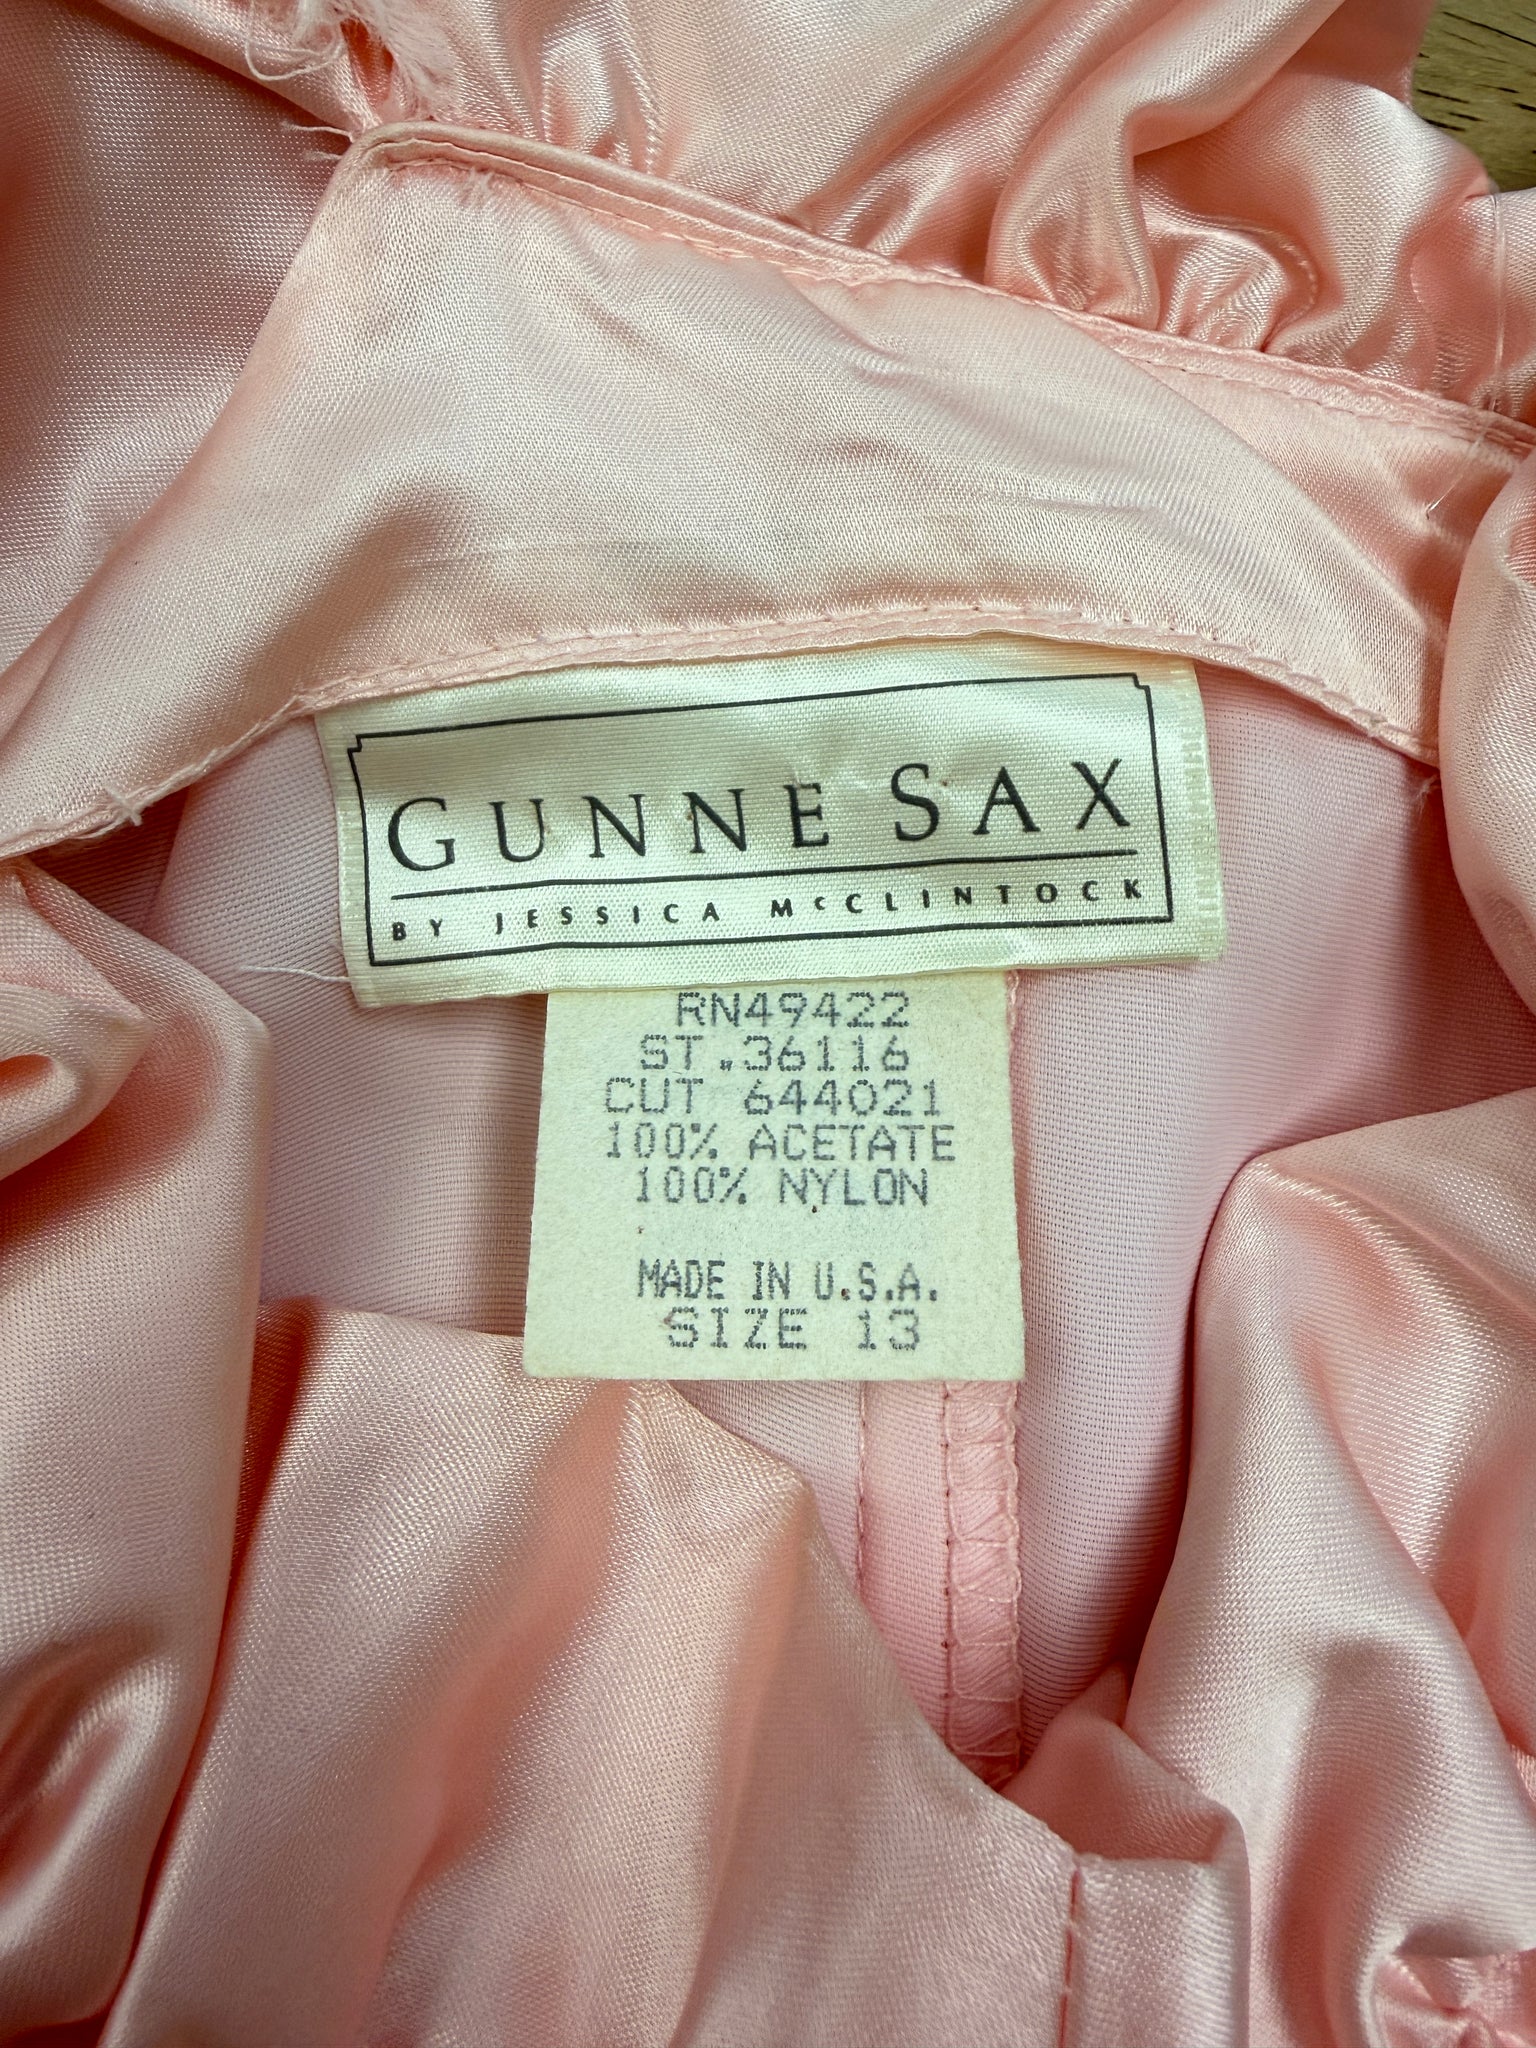 GUNNE SAX
BY JESSICA McCLINTOCK
RN49422
ST.36116
CUT 644021
100% ACETATE
100% NYLON
MADE IN U.S.A.
SIZE 13